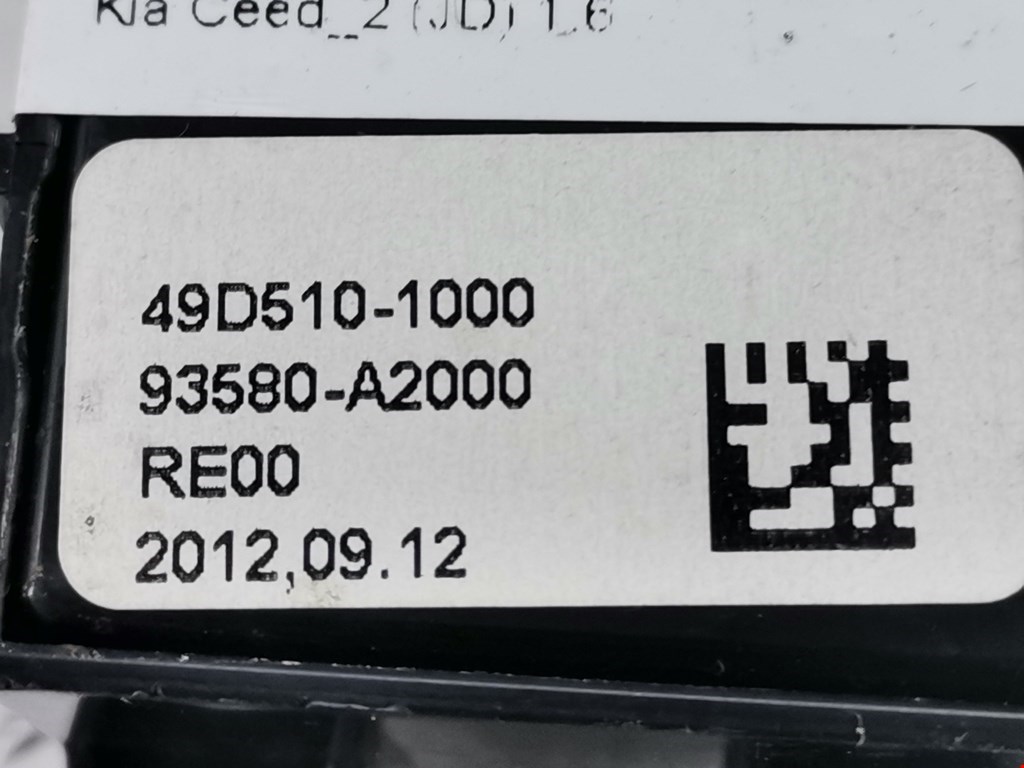 Kia Ceed_2 (JD) 1.6
49D510-1000
93580-A2000
RE00
2012,09.12